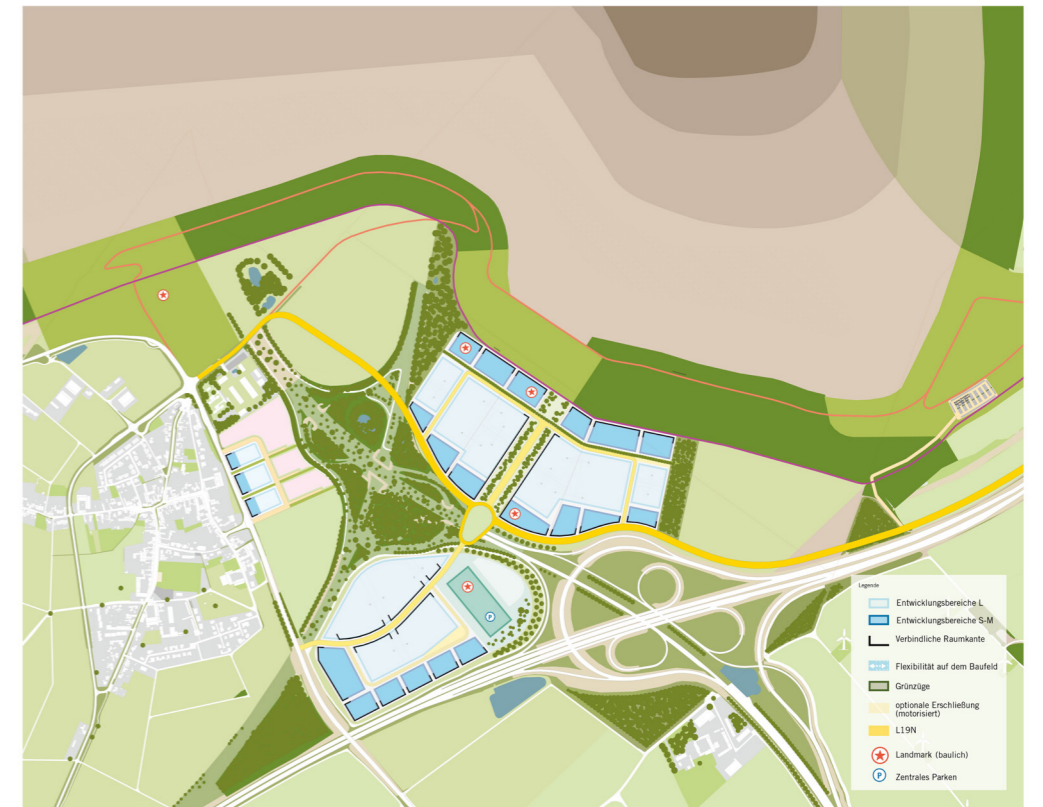 Legende
Entwicklungsbereiche L
Entwicklungsbereiche S-M
Verbindliche Raumkante
Flexibilität auf dem Baufeld
Grünzüge
optionale Erschließung
(motorisiert)
L19N
Landmark (baulich)
P Zentrales Parken
P